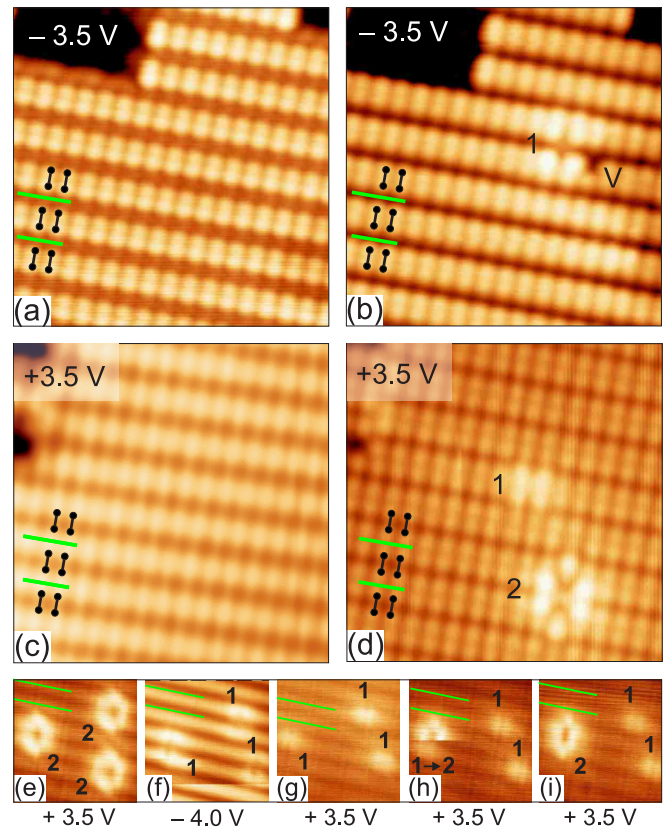 – 3.5 V
(a)
– 3.5 V
1
V
(b)
+3.5 V
(c)
+3.5 V
1
2
(d)
2
2
2
(e)
+ 3.5 V
1
1
1
(f)
– 4.0 V
1
1
1
(g)
+ 3.5 V
1
1
1→2
(h)
+ 3.5 V
1
1
2
(i)
+ 3.5 V